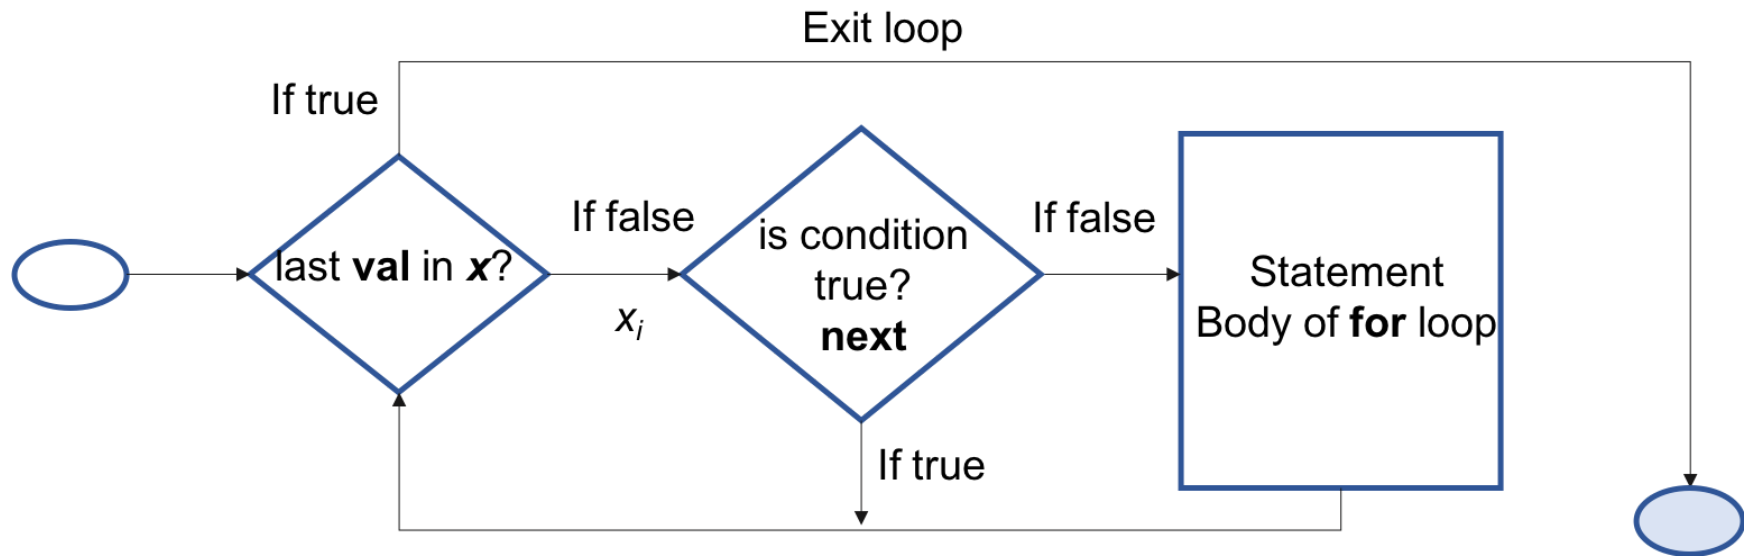 Exit loop
If true
If false
last val in x?
xi
is condition
true?
next
If false
Statement
Body of for loop
If true